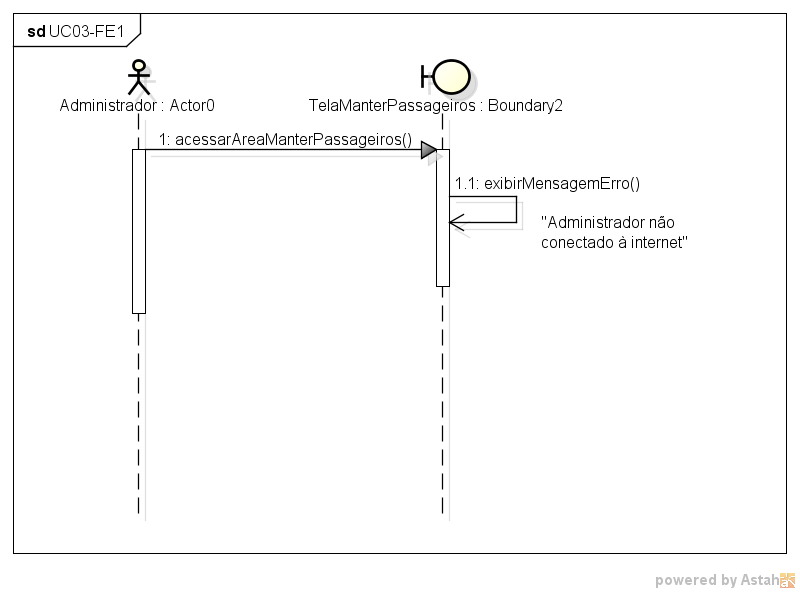 sd UC03-FE1
Administrador : Actor0
TelaManterPassageiros : Boundary2
1: acessarAreaManterPassageiros()
1.1: exibirMensagemErro()
"Administrador não
conectado à internet"
powered by Astah